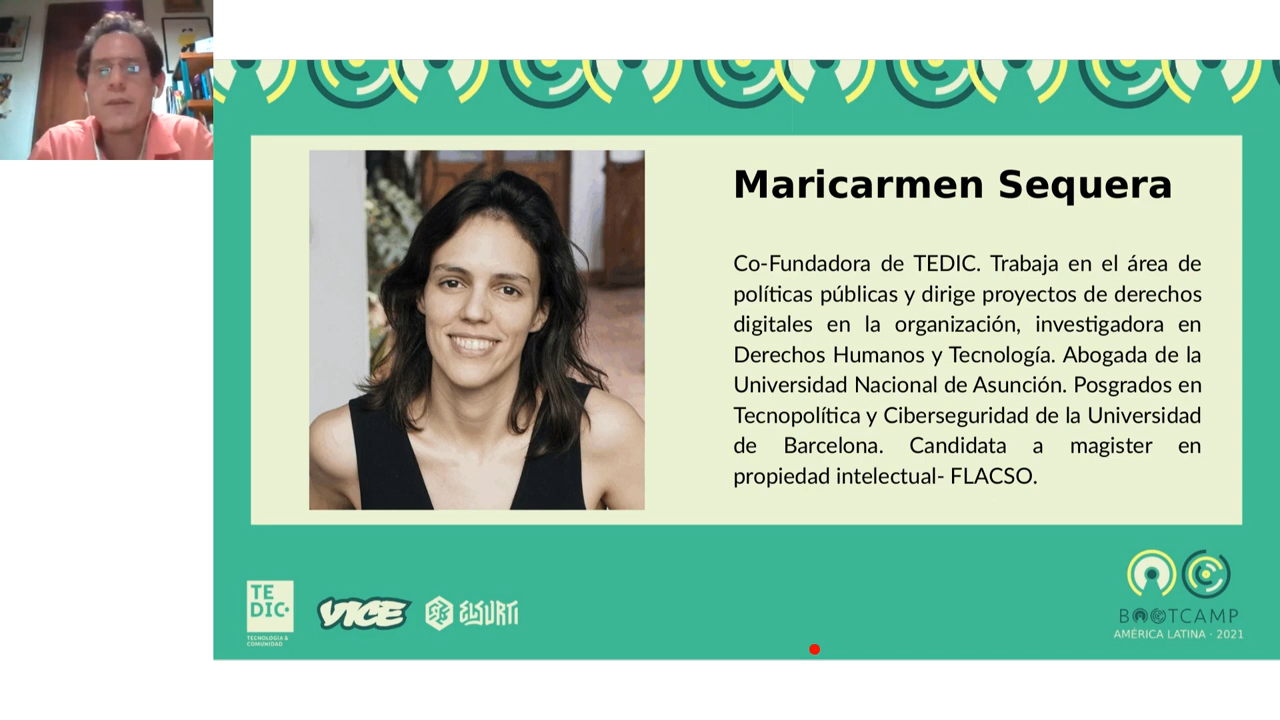 Maricarmen Sequera
Co-Fundadora de TEDIC. Trabaja en el área de
políticas públicas y dirige proyectos de derechos
digitales en la organización, investigadora en
Derechos Humanos y Tecnología. Abogada de la
Universidad Nacional de Asunción. Posgrados en
Tecnopolítica y Ciberseguridad de la Universidad
de Barcelona. Candidata a magister en
propiedad intelectual- FLACSO.
TE
DIC
TECNOLOGÍA &
COMUNIDAD
VICE
ELSURTI
BOOTCAMP
AMÉRICA LATINA · 2021